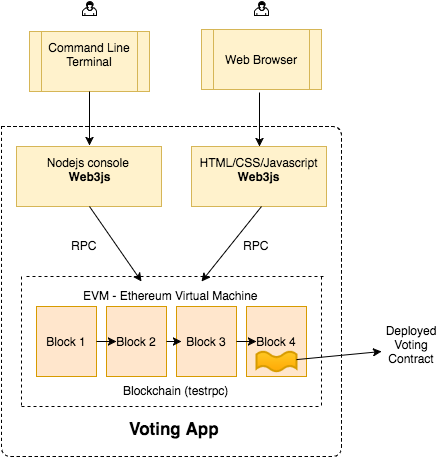 Command Line
Terminal
Web Browser
Nodejs console
Web3js
HTML/CSS/Javascript
Web3js
RPC
RPC
EVM - Ethereum Virtual Machine
Block 1
Block 2
Block 3
Block 4
Deployed
Voting
Contract
Blockchain (testrpc)
Voting App